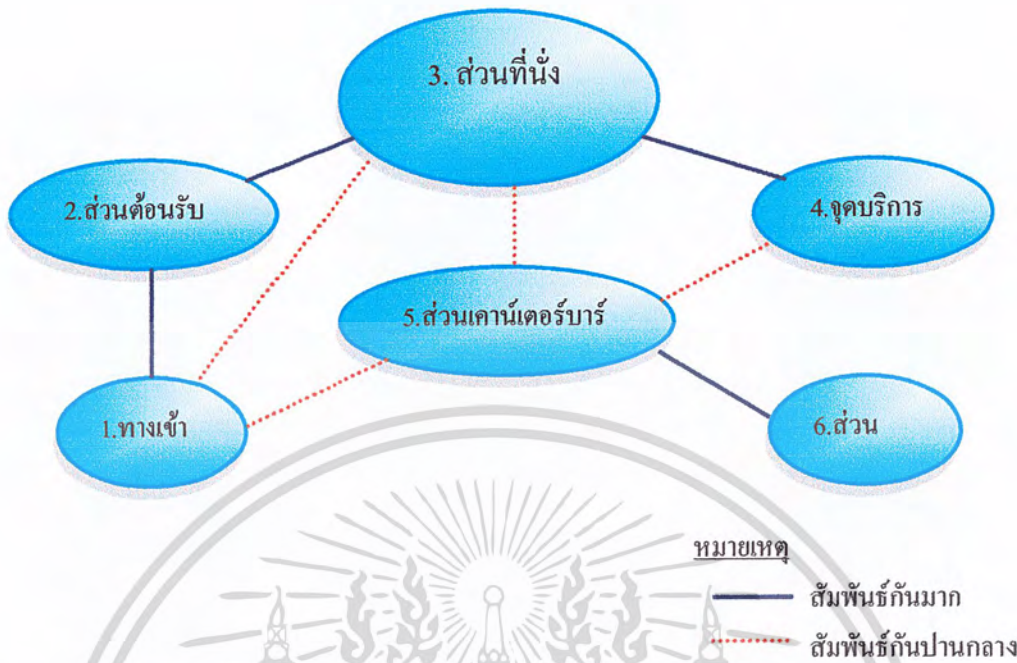 3. ส่วนที่นั่ง
2.ส่วนต้อนรับ
4.จุดบริการ
5.ส่วนเคาน์เตอร์บาร์
1.ทางเข้า
6.ส่วน
หมายเหตุ
สัมพันธ์กันมาก
สัมพันธ์กันปานกลาง